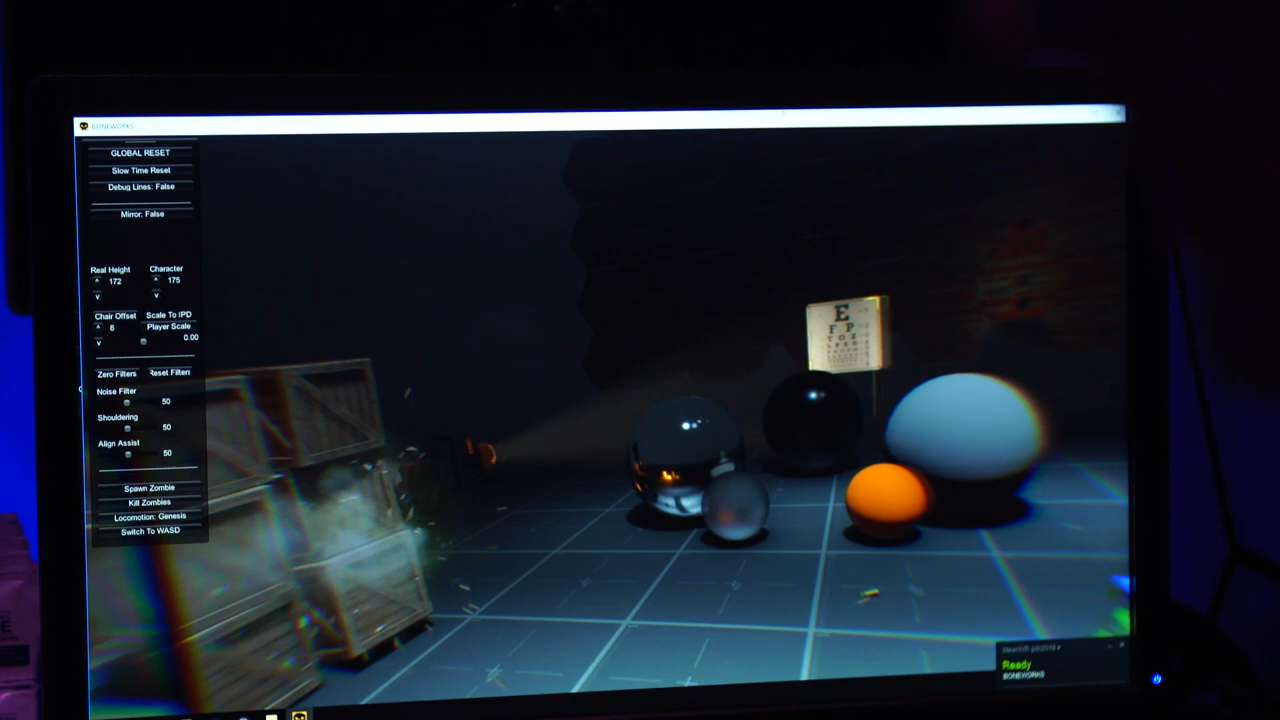 BONEWORKS
GLOBAL RESET
Slow Time Reset
Debug Lines: False
Mirror: False
Real Height Character
172 175
Chair Offset Scale To IPD
6 Player Scale
0.00
Zero Filters Reset Filters
Noise Filter
50
Shouldering
50
Align Assist
50
Spawn Zombie
Kill Zombies
Locomotion: Genesis
Switch To WASD
E
F P
T O Z
L P E D
Ready
BONEWORKS